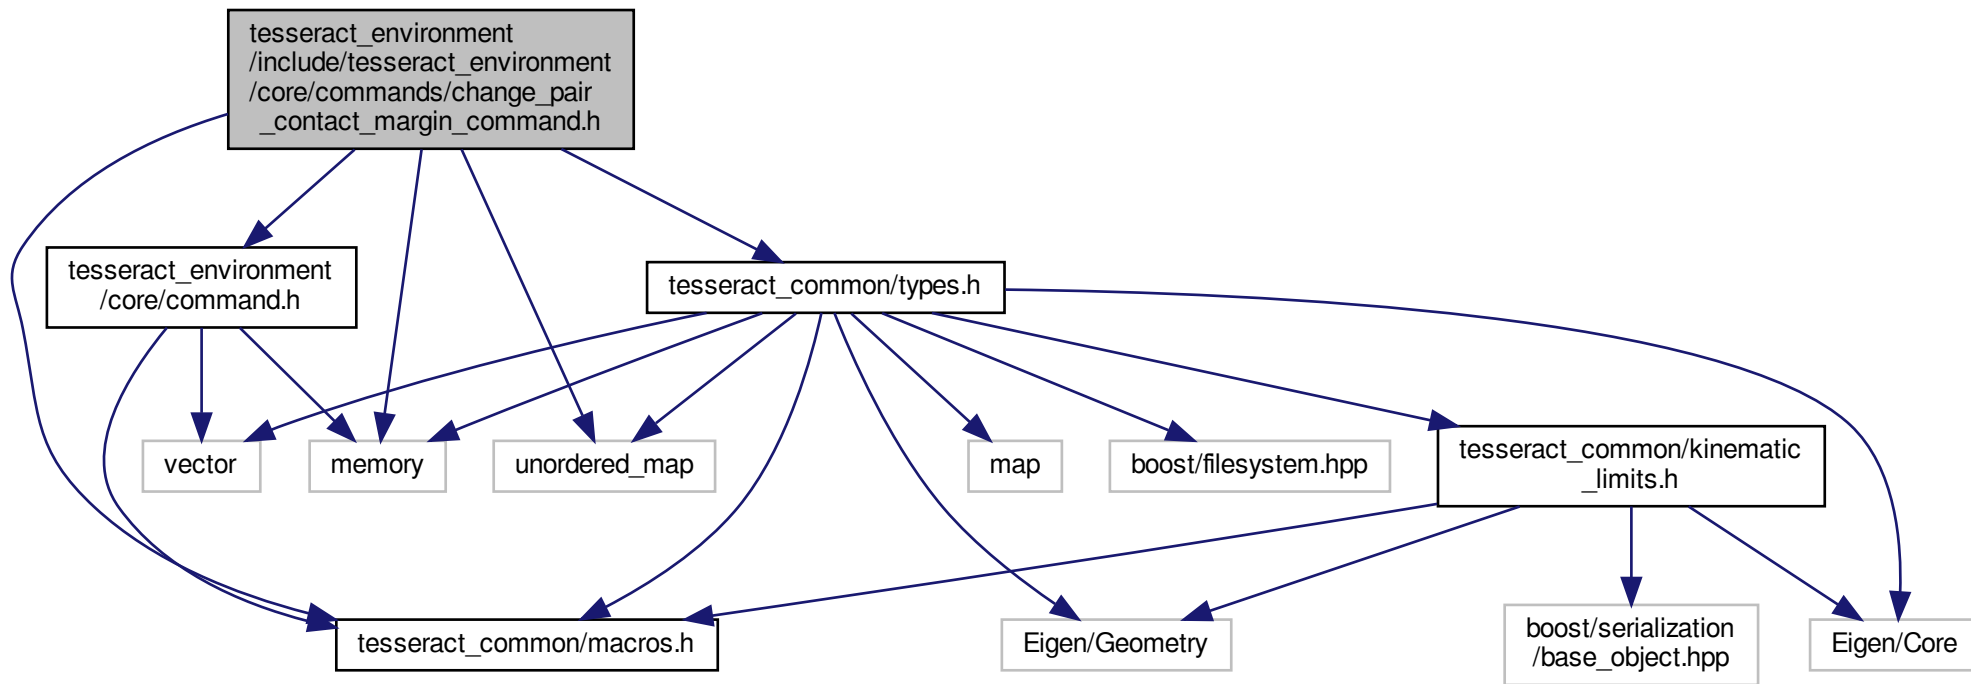 tesseract_environment
/include/tesseract_environment
/core/commands/change_pair
_contact_margin_command.h
tesseract_environment
/core/command.h
tesseract_common/types.h
vector
memory
unordered_map
map
boost/filesystem.hpp
tesseract_common/kinematic
_limits.h
tesseract_common/macros.h
Eigen/Geometry
boost/serialization
/base_object.hpp
Eigen/Core